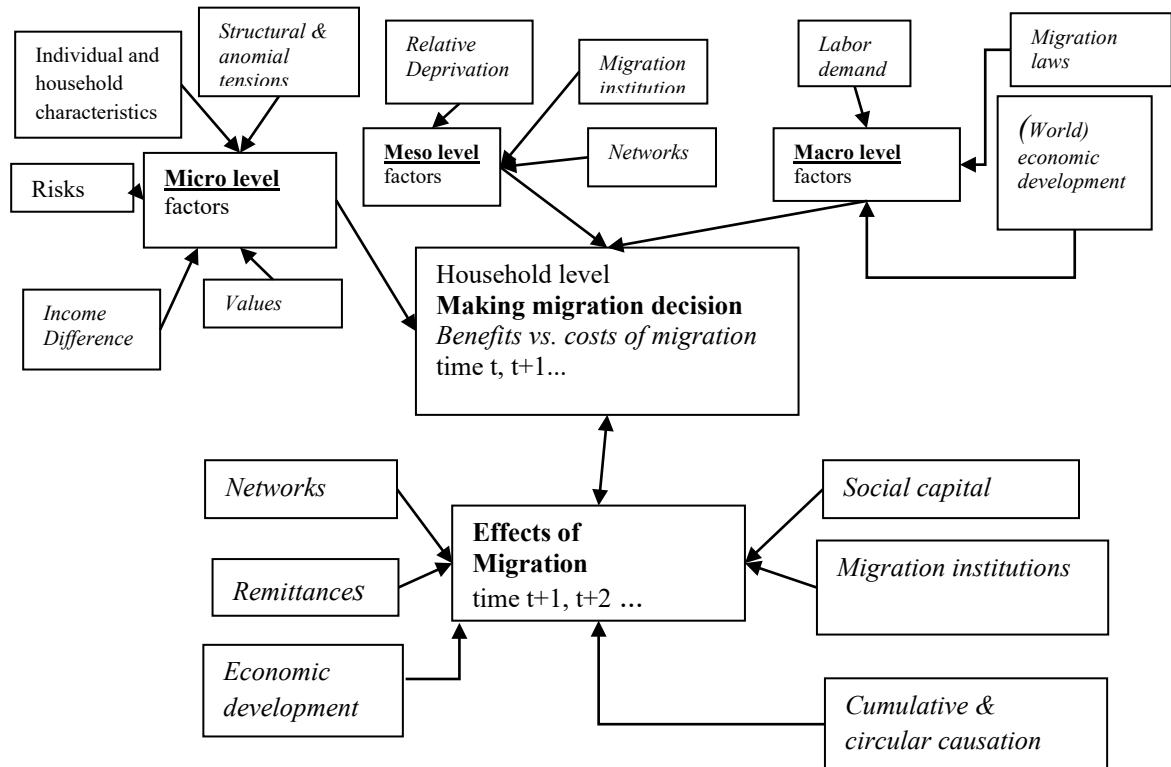 Individual and
household
characteristics
Structural &
anomial
tensions
Relative
Deprivation
Migration
institution
Labor
demand
Migration
laws
Risks
Micro level
factors
Meso level
factors
Networks
Macro level
factors
(World)
economic
development
Income
Difference
Values
Household level
Making migration decision
Benefits vs. costs of migration
time t, t+1...
Networks
Social capital
Effects of
Migration
time t+1, t+2 ...
Remittances
Migration institutions
Economic
development
Cumulative &
circular causation